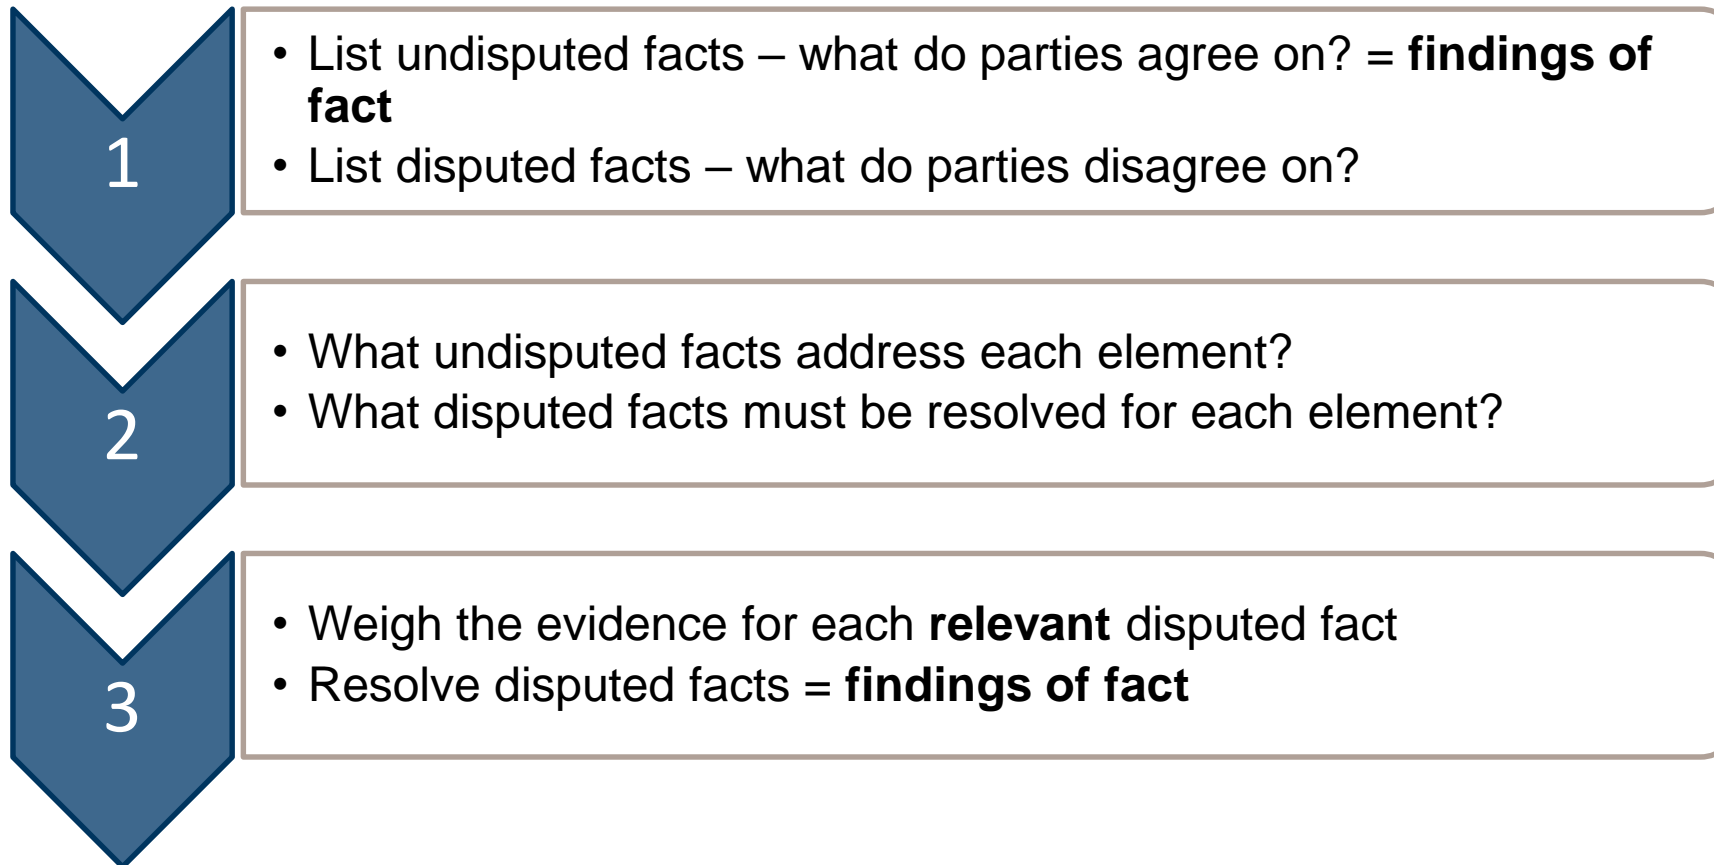 1
• List undisputed facts – what do parties agree on? = findings of
fact
• List disputed facts – what do parties disagree on?
2
• What undisputed facts address each element?
• What disputed facts must be resolved for each element?
3
• Weigh the evidence for each relevant disputed fact
• Resolve disputed facts = findings of fact